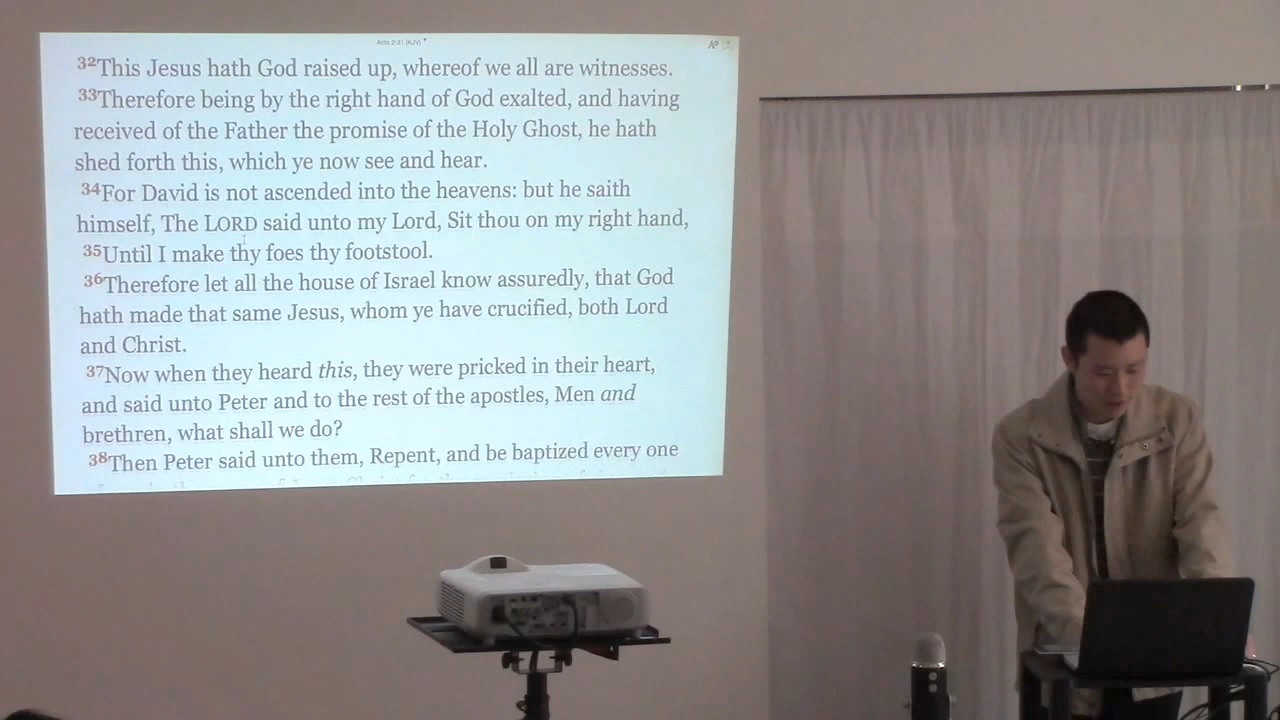 Acts 2:31 (KJV)
32This Jesus hath God raised up, whereof we all are witnesses.
33Therefore being by the right hand of God exalted, and having
received of the Father the promise of the Holy Ghost, he hath
shed forth this, which ye now see and hear.
34For David is not ascended into the heavens: but he saith
himself, The LORD said unto my Lord, Sit thou on my right hand,
35Until I make thy foes thy footstool.
36Therefore let all the house of Israel know assuredly, that God
hath made that same Jesus, whom ye have crucified, both Lord
and Christ.
37Now when they heard this, they were pricked in their heart,
and said unto Peter and to the rest of the apostles, Men and
brethren, what shall we do?
38Then Peter said unto them, Repent, and be baptized every one